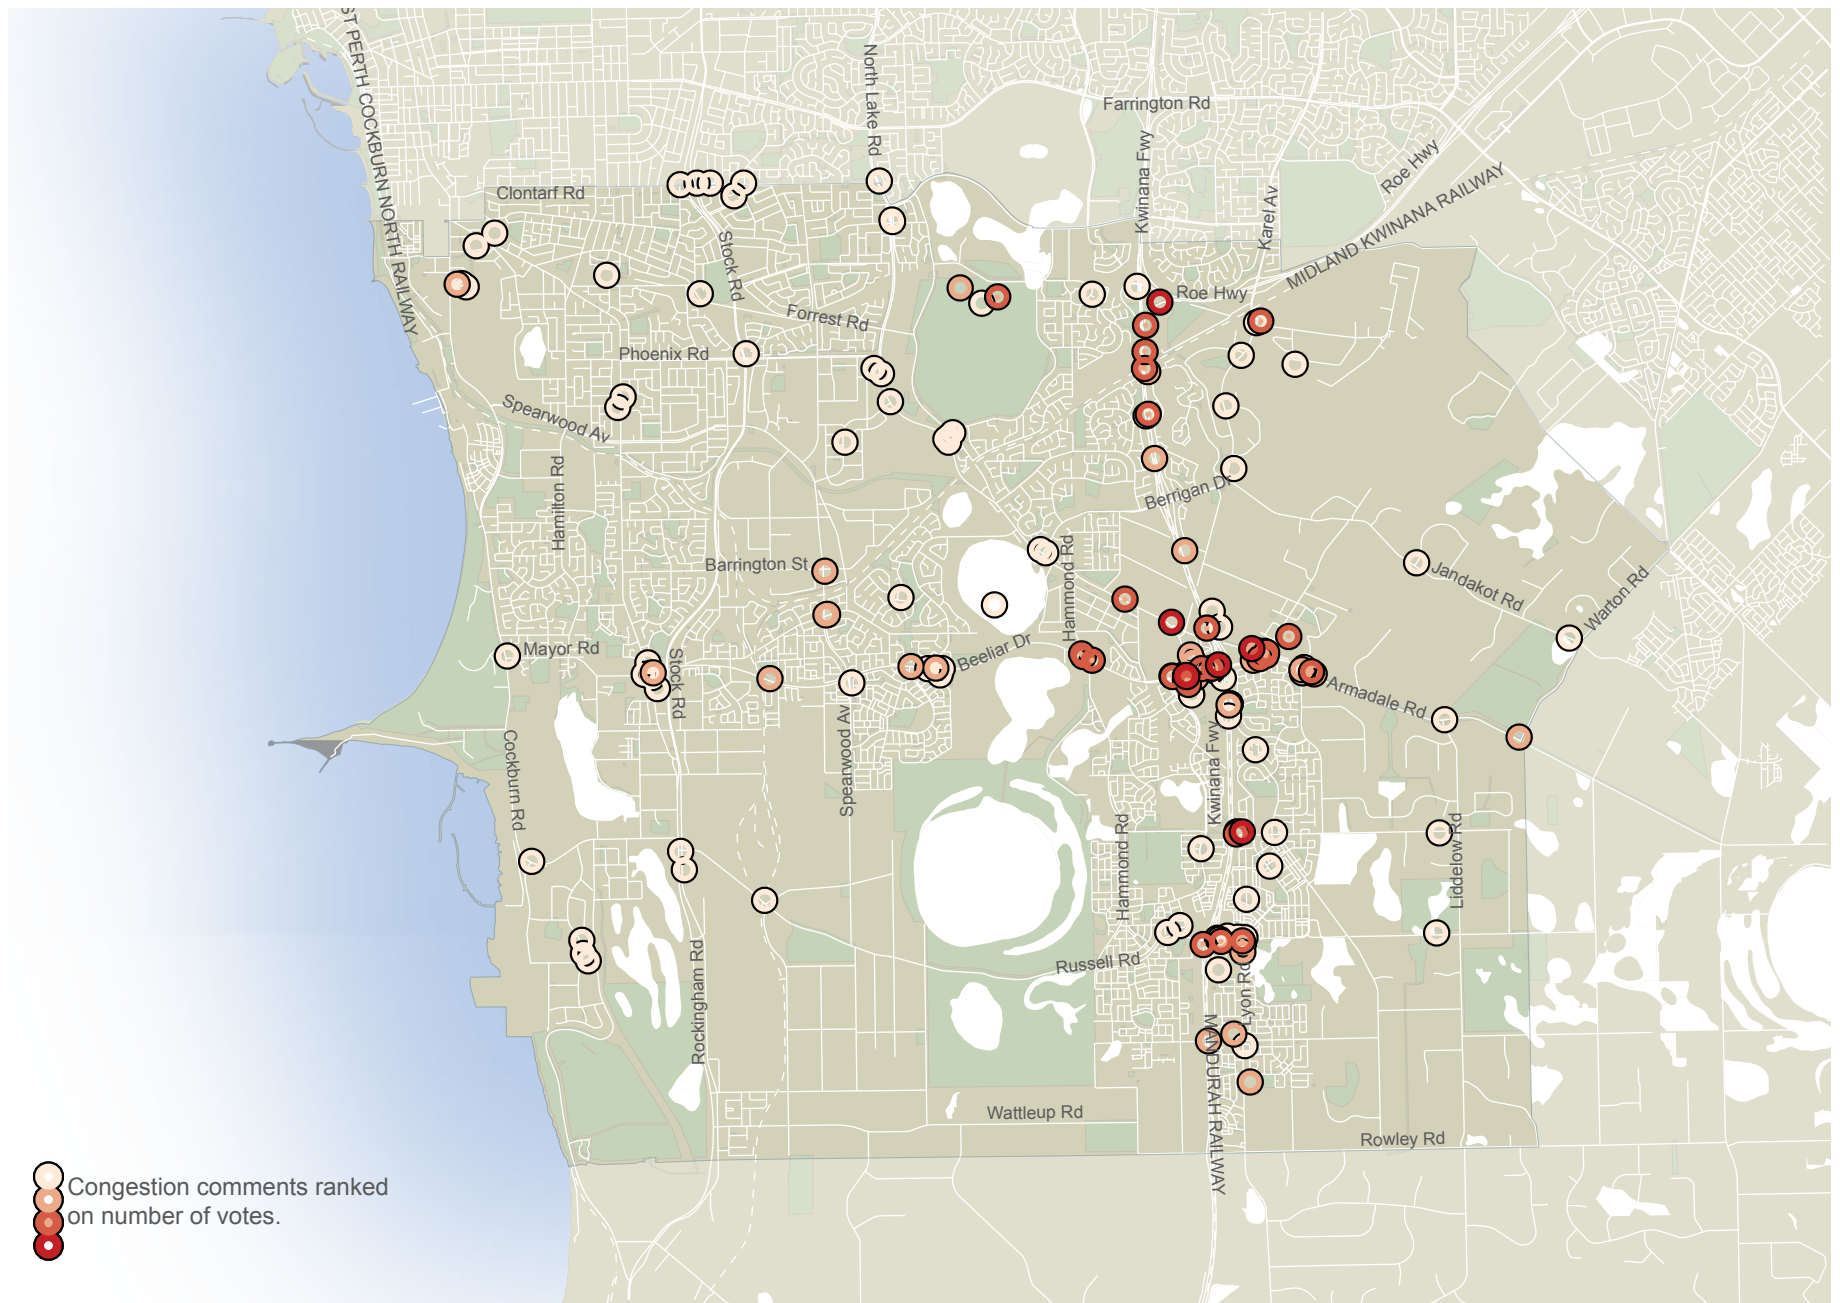 ST PERTH COCKBURN NORTH RAILWAY
North Lake Rd
Farrington Rd
Kwinana Fwy
Roe Hwy
Karel Av
MIDLAND KWINANA RAILWAY
Clontarf Rd
Stock Rd
Roe Hwy
Forrest Rd
Phoenix Rd
Spearwood Av
Hamilton Rd
Berrigan Dr
Barrington St
Hammond Rd
Jandakot Rd
Warton Rd
Mayor Rd
Stock Rd
Beeliar Dr
Armadale Rd
Spearwood Av
Cockburn Rd
Kwinana Fwy
Hammond Rd
Liddelow Rd
Rockingham Rd
Russell Rd
Lyon Rd
MANDURAH RAILWAY
Wattleup Rd
Rowley Rd
Congestion comments ranked
on number of votes.